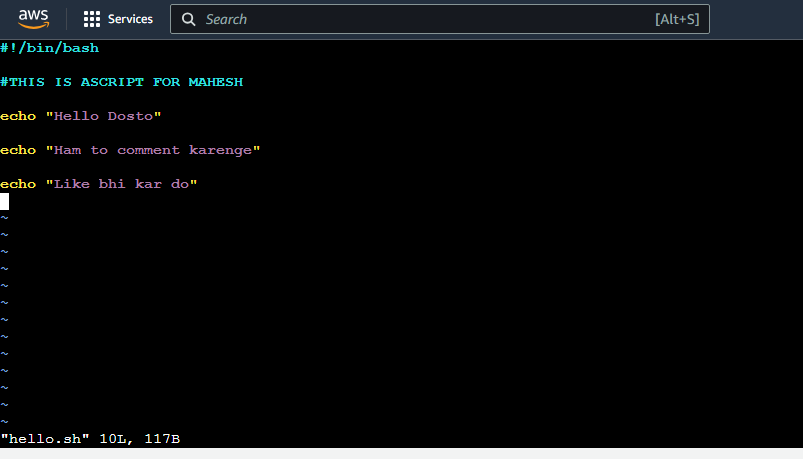 aws Services Search [Alt+S]
#!/bin/bash
#THIS IS ASCRIPT FOR MAHESH
echo "Hello Dosto"
echo "Ham to comment karenge"
echo "Like bhi kar do"
~
~
~
~
~
~
~
~
~
~
~
~
~
"hello.sh" 10L, 117B